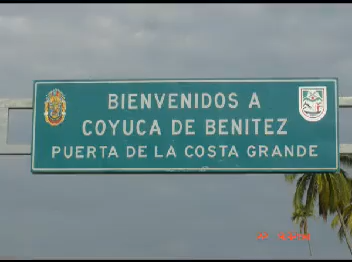 BIENVENIDOS A
COYUCA DE BENITEZ
PUERTA DE LA COSTA GRANDE